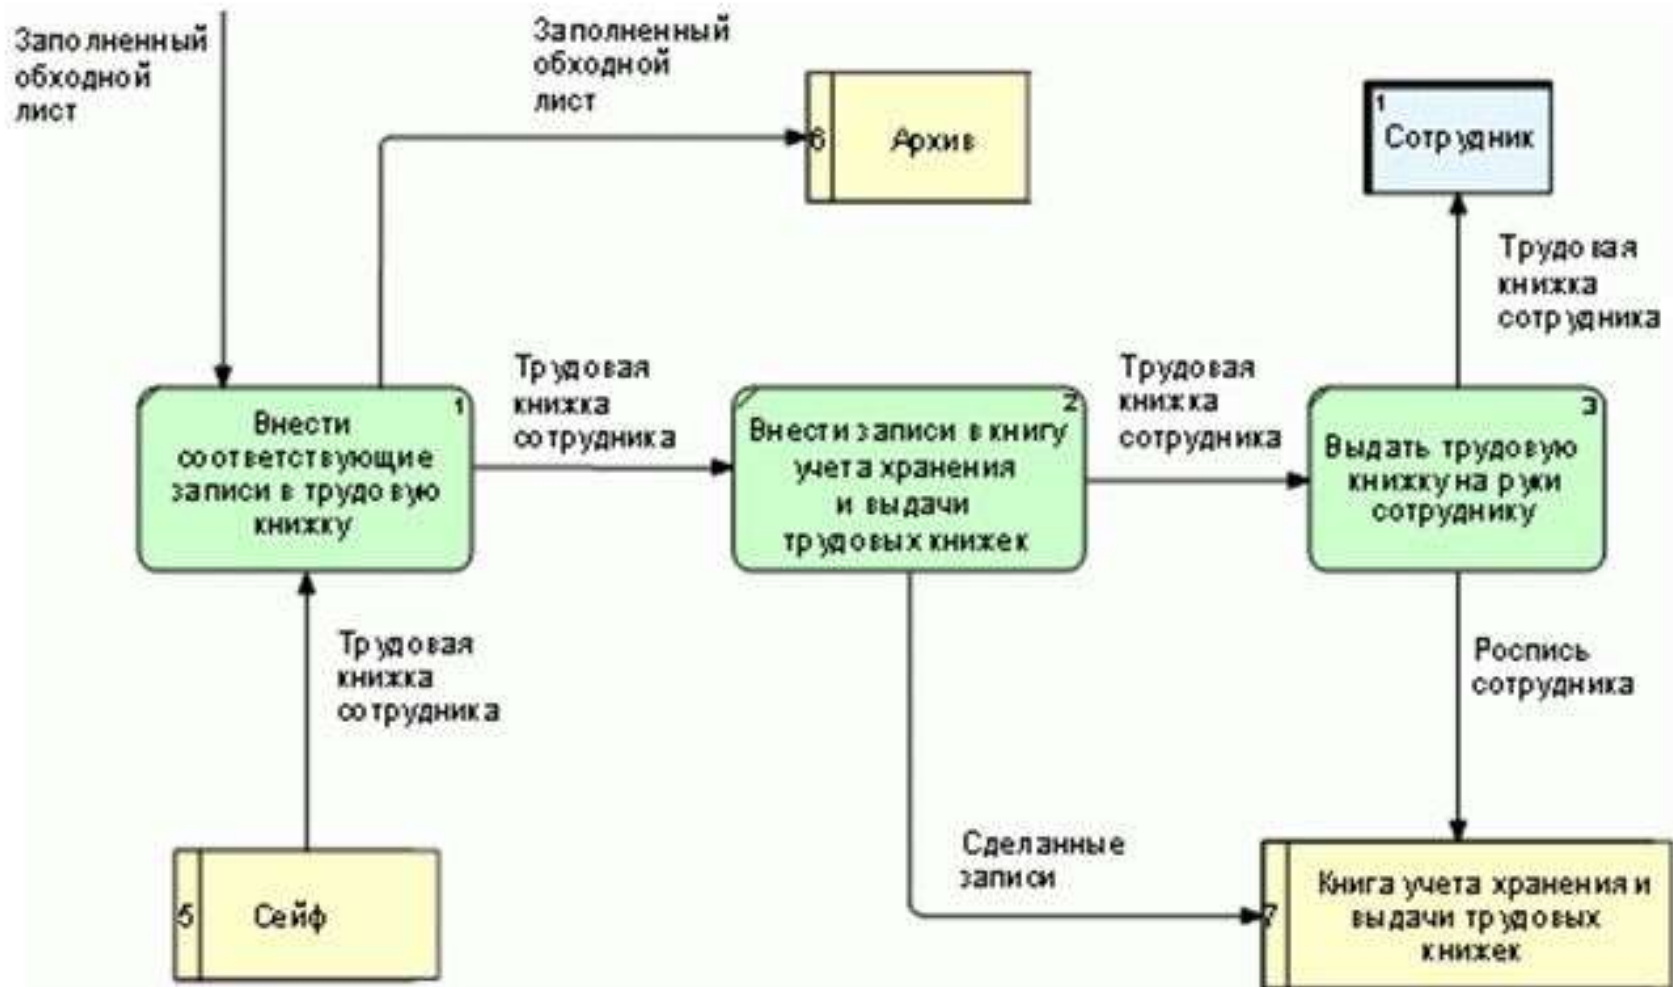 Заполненный
обходной
лист
Заполненный
обходной
лист
6
Архив
1
Сотрудник
Трудовая
книжка
сотрудника
1
Внести
соответствующие
записи в трудовую
книжку
Трудовая
книжка
сотрудника
2
Внести записи в книгу
учета хранения
и выдачи
трудовых книжек
Трудовая
книжка
сотрудника
3
Выдать трудовую
книжку на руки
сотруднику
Трудовая
книжка
сотрудника
Роспись
сотрудника
5
Сейф
Сделанные
записи
7
Книга учета хранения и
выдачи трудовых
книжек